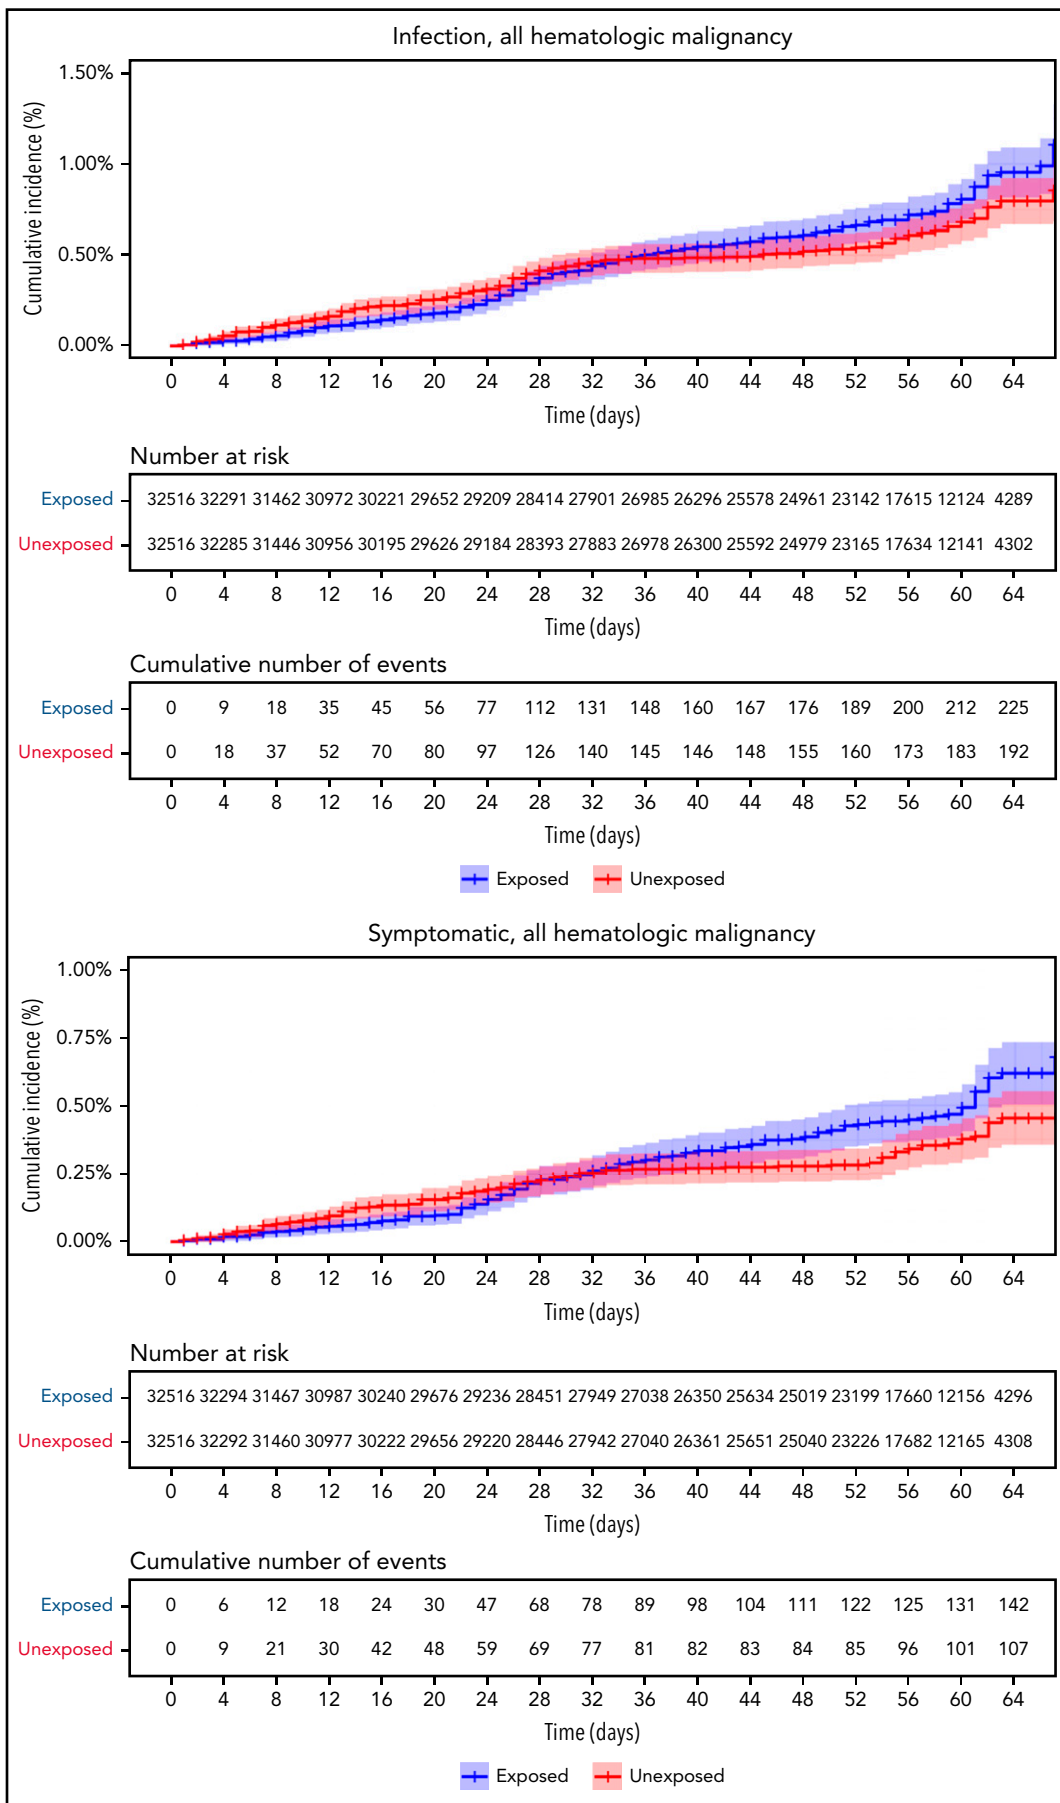 Infection, all hematologic malignancy
Cumulative incidence (%)
1.50%
1.00%
0.50%
0.00%
0 4 8 12 16 20 24 28 32 36 40 44 48 52 56 60 64
Time (days)
Number at risk
Exposed 32516 32291 31462 30972 30221 29652 29209 28414 27901 26985 26296 25578 24961 23142 17615 12124 4289
Unexposed 32516 32285 31446 30956 30195 29626 29184 28393 27883 26978 26300 25592 24979 23165 17634 12141 4302
0 4 8 12 16 20 24 28 32 36 40 44 48 52 56 60 64
Time (days)
Cumulative number of events
Exposed 0 9 18 35 45 56 77 112 131 148 160 167 176 189 200 212 225
Unexposed 0 18 37 52 70 80 97 126 140 145 146 148 155 160 173 183 192
0 4 8 12 16 20 24 28 32 36 40 44 48 52 56 60 64
Time (days)
Exposed Unexposed
Symptomatic, all hematologic malignancy
Cumulative incidence (%)
1.00%
0.75%
0.50%
0.25%
0.00%
0 4 8 12 16 20 24 28 32 36 40 44 48 52 56 60 64
Time (days)
Number at risk
Exposed 32516 32294 31467 30987 30240 29676 29236 28451 27949 27038 26350 25634 25019 23199 17660 12156 4296
Unexposed 32516 32292 31460 30977 30222 29656 29220 28446 27942 27040 26361 25651 25040 23226 17682 12165 4308
0 4 8 12 16 20 24 28 32 36 40 44 48 52 56 60 64
Time (days)
Cumulative number of events
Exposed 0 6 12 18 24 30 47 68 78 89 98 104 111 122 125 131 142
Unexposed 0 9 21 30 42 48 59 69 77 81 82 83 84 85 96 101 107
0 4 8 12 16 20 24 28 32 36 40 44 48 52 56 60 64
Time (days)
Exposed Unexposed